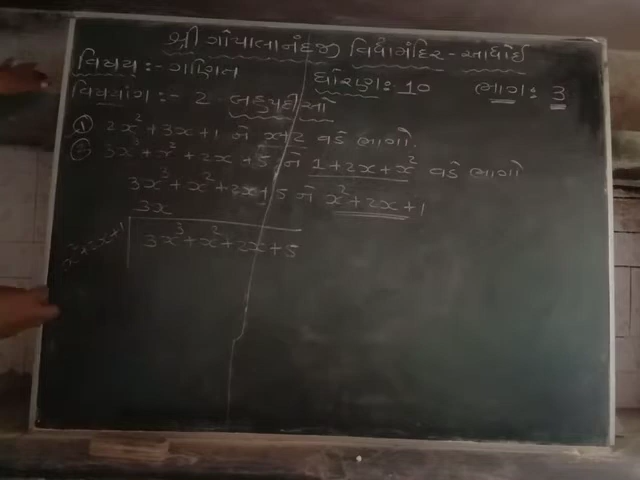 શ્રી ગોપાલાનંદજી વિદ્યામંદિર - આધોઈ
વિષય :- ગણિત ધોરણ : 10 ભાગ : 3
વિષયાંગ :- 2. બહુપદીઓ
① 2x² + 3x + 1 ને x+2 વડે ભાગો.
② 3x³ + x² + 2x + 5 ને 1 + 2x + x² વડે ભાગો
3x³ + x² + 2x + 5 ને x² + 2x + 1
3x
x² + 2x + 1 3x³ + x² + 2x + 5